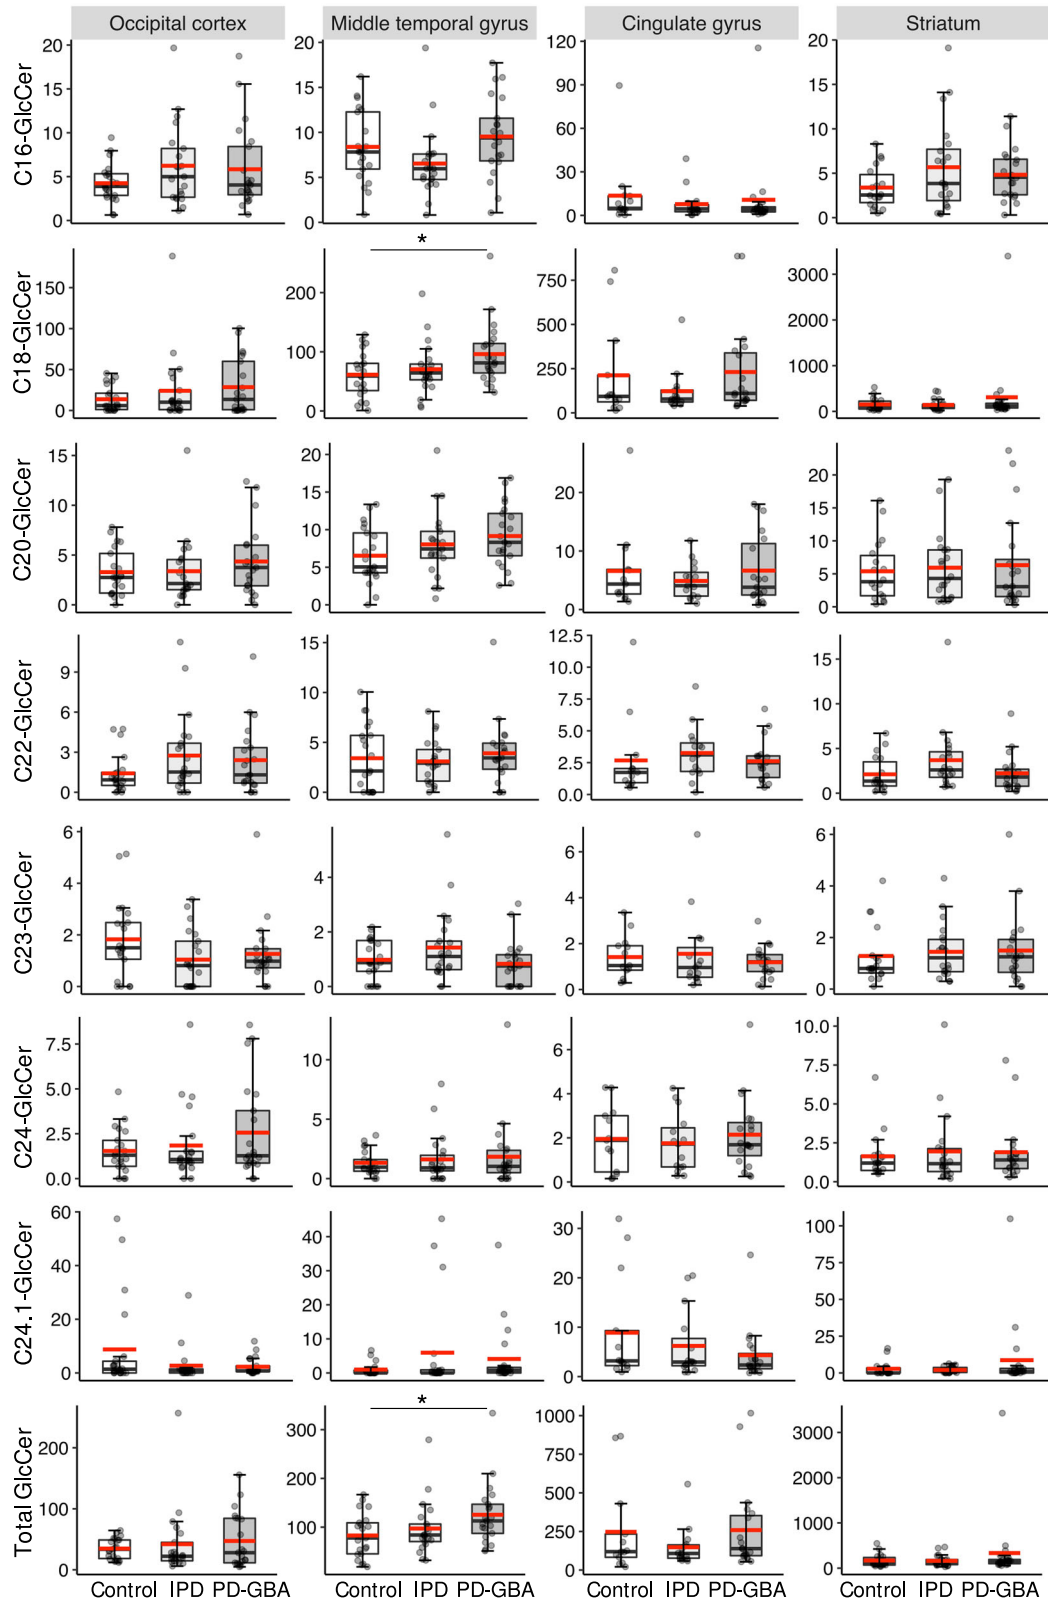 Occipital cortex Middle temporal gyrus Cingulate gyrus Striatum
C16-GlcCer
20 15 10 5 0
20 15 10 5 0
120 90 60 30 0
20 15 10 5 0
*
C18-GlcCer
150 100 50 0
200 100 0
750 500 250 0
3000 2000 1000 0
C20-GlcCer
15 10 5 0
20 15 10 5 0
20 10 0
20 15 10 5 0
C22-GlcCer
9 6 3 0
15 10 5 0
12.5 10.0 7.5 5.0 2.5 0.0
15 10 5 0
C23-GlcCer
6 4 2 0
4 2 0
6 4 2 0
6 4 2 0
C24-GlcCer
7.5 5.0 2.5 0.0
10 5 0
6 4 2 0
10.0 7.5 5.0 2.5 0.0
C24.1-GlcCer
60 40 20 0
50 40 30 20 10 0
30 20 10 0
100 75 50 25 0
*
Total GlcCer
200 100 0
300 200 100
1000 750 500 250 0
3000 2000 1000 0
Control IPD PD-GBA Control IPD PD-GBA Control IPD PD-GBA Control IPD PD-GBA